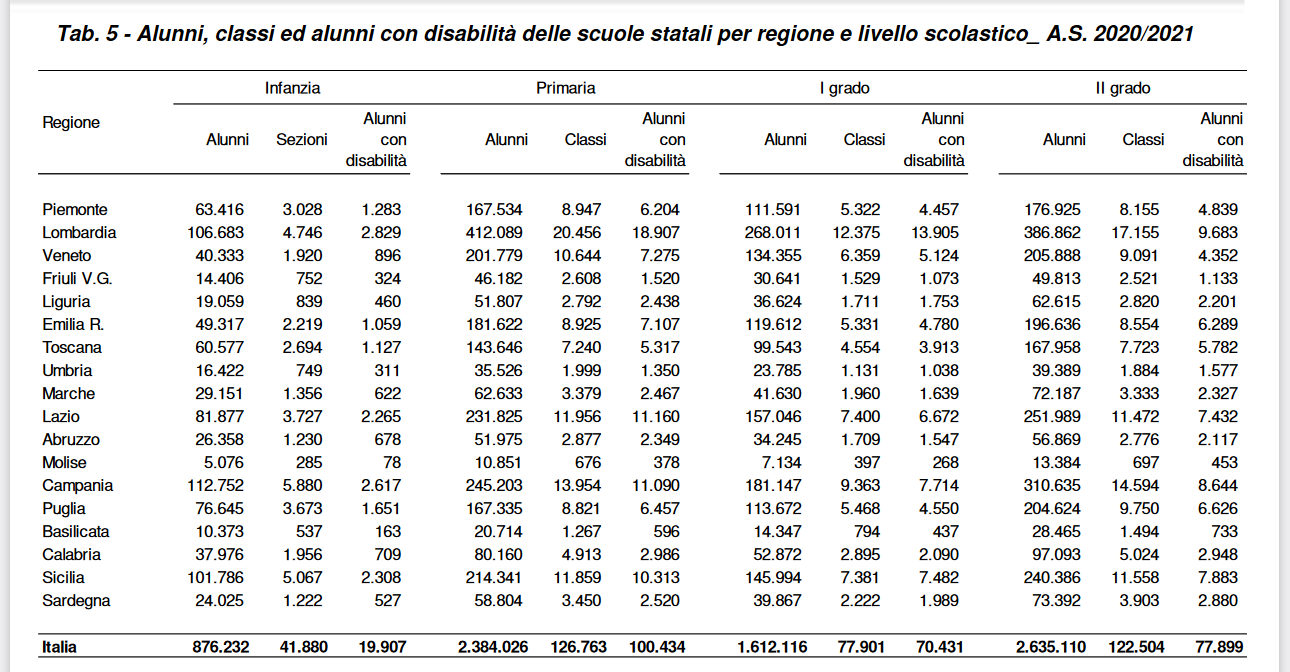 Tab. 5 - Alunni, classi ed alunni con disabilità delle scuole statali per regione e livello scolastico_ A.S. 2020/2021
Infanzia Primaria I grado II grado
Regione
Alunni Sezioni Alunni con disabilità Alunni Classi Alunni con disabilità Alunni Classi Alunni con disabilità Alunni Classi Alunni con disabilità
Piemonte 63.416 3.028 1.283 167.534 8.947 6.204 111.591 5.322 4.457 176.925 8.155 4.839
Lombardia 106.683 4.746 2.829 412.089 20.456 18.907 268.011 12.375 13.905 386.862 17.155 9.683
Veneto 40.333 1.920 896 201.779 10.644 7.275 134.355 6.359 5.124 205.888 9.091 4.352
Friuli V.G. 14.406 752 324 46.182 2.608 1.520 30.641 1.529 1.073 49.813 2.521 1.133
Liguria 19.059 839 460 51.807 2.792 2.438 36.624 1.711 1.753 62.615 2.820 2.201
Emilia R. 49.317 2.219 1.059 181.622 8.925 7.107 119.612 5.331 4.780 196.636 8.554 6.289
Toscana 60.577 2.694 1.127 143.646 7.240 5.317 99.543 4.554 3.913 167.958 7.723 5.782
Umbria 16.422 749 311 35.526 1.999 1.350 23.785 1.131 1.038 39.389 1.884 1.577
Marche 29.151 1.356 622 62.633 3.379 2.467 41.630 1.960 1.639 72.187 3.333 2.327
Lazio 81.877 3.727 2.265 231.825 11.956 11.160 157.046 7.400 6.672 251.989 11.472 7.432
Abruzzo 26.358 1.230 678 51.975 2.877 2.349 34.245 1.709 1.547 56.869 2.776 2.117
Molise 5.076 285 78 10.851 676 378 7.134 397 268 13.384 697 453
Campania 112.752 5.880 2.617 245.203 13.954 11.090 181.147 9.363 7.714 310.635 14.594 8.644
Puglia 76.645 3.673 1.651 167.335 8.821 6.457 113.672 5.468 4.550 204.624 9.750 6.626
Basilicata 10.373 537 163 20.714 1.267 596 14.347 794 437 28.465 1.494 733
Calabria 37.976 1.956 709 80.160 4.913 2.986 52.872 2.895 2.090 97.093 5.024 2.948
Sicilia 101.786 5.067 2.308 214.341 11.859 10.313 145.994 7.381 7.482 240.386 11.558 7.883
Sardegna 24.025 1.222 527 58.804 3.450 2.520 39.867 2.222 1.989 73.392 3.903 2.880
Italia 876.232 41.880 19.907 2.384.026 126.763 100.434 1.612.116 77.901 70.431 2.635.110 122.504 77.899